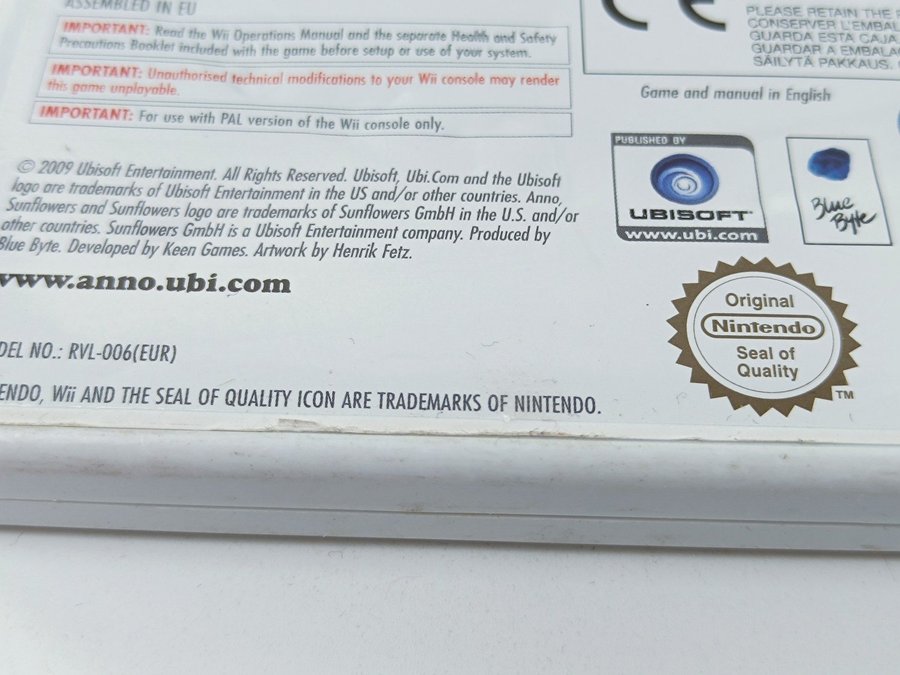 ASSEMBLED IN EU
IMPORTANT: Read the Wii Operations Manual and the separate Health and Safety
Precautions Booklet included with the game before setup or use of your system.
IMPORTANT: Unauthorised technical modifications to your Wii console may render
this game unplayable.
IMPORTANT: For use with PAL version of the Wii console only.
© 2009 Ubisoft Entertainment. All Rights Reserved. Ubisoft, Ubi.Com and the Ubisoft
logo are trademarks of Ubisoft Entertainment in the US and/or other countries. Anno,
Sunflowers and Sunflowers logo are trademarks of Sunflowers GmbH in the U.S. and/or
other countries. Sunflowers GmbH is a Ubisoft Entertainment company. Produced by
Blue Byte. Developed by Keen Games. Artwork by Henrik Fetz.
www.anno.ubi.com
DEL NO.: RVL-006(EUR)
ENDO, Wii AND THE SEAL OF QUALITY ICON ARE TRADEMARKS OF NINTENDO.
CE
PLEASE RETAIN THE
CONSERVER L'EMBAL
GUARDA ESTA CAJA
GUARDAR A EMBALA
SÄILYTÄ PAKKAUS.
Game and manual in English
PUBLISHED BY
UBISOFT
www.ubi.com
Blue
Byte
Original
Nintendo
Seal of
Quality
TM